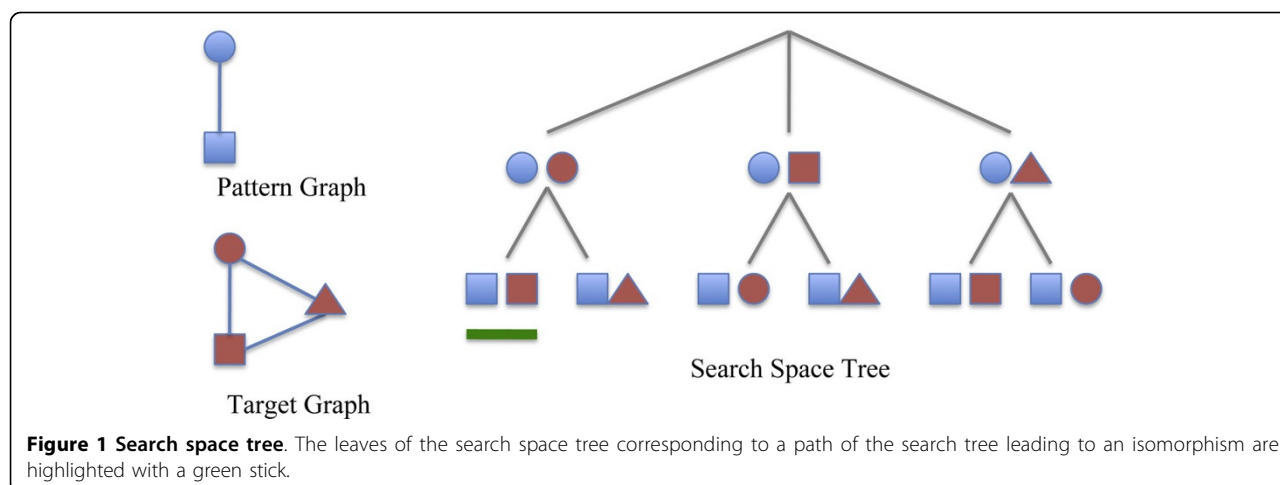 Pattern Graph
Target Graph
Search Space Tree
Figure 1 Search space tree. The leaves of the search space tree corresponding to a path of the search tree leading to an isomorphism are
highlighted with a green stick.